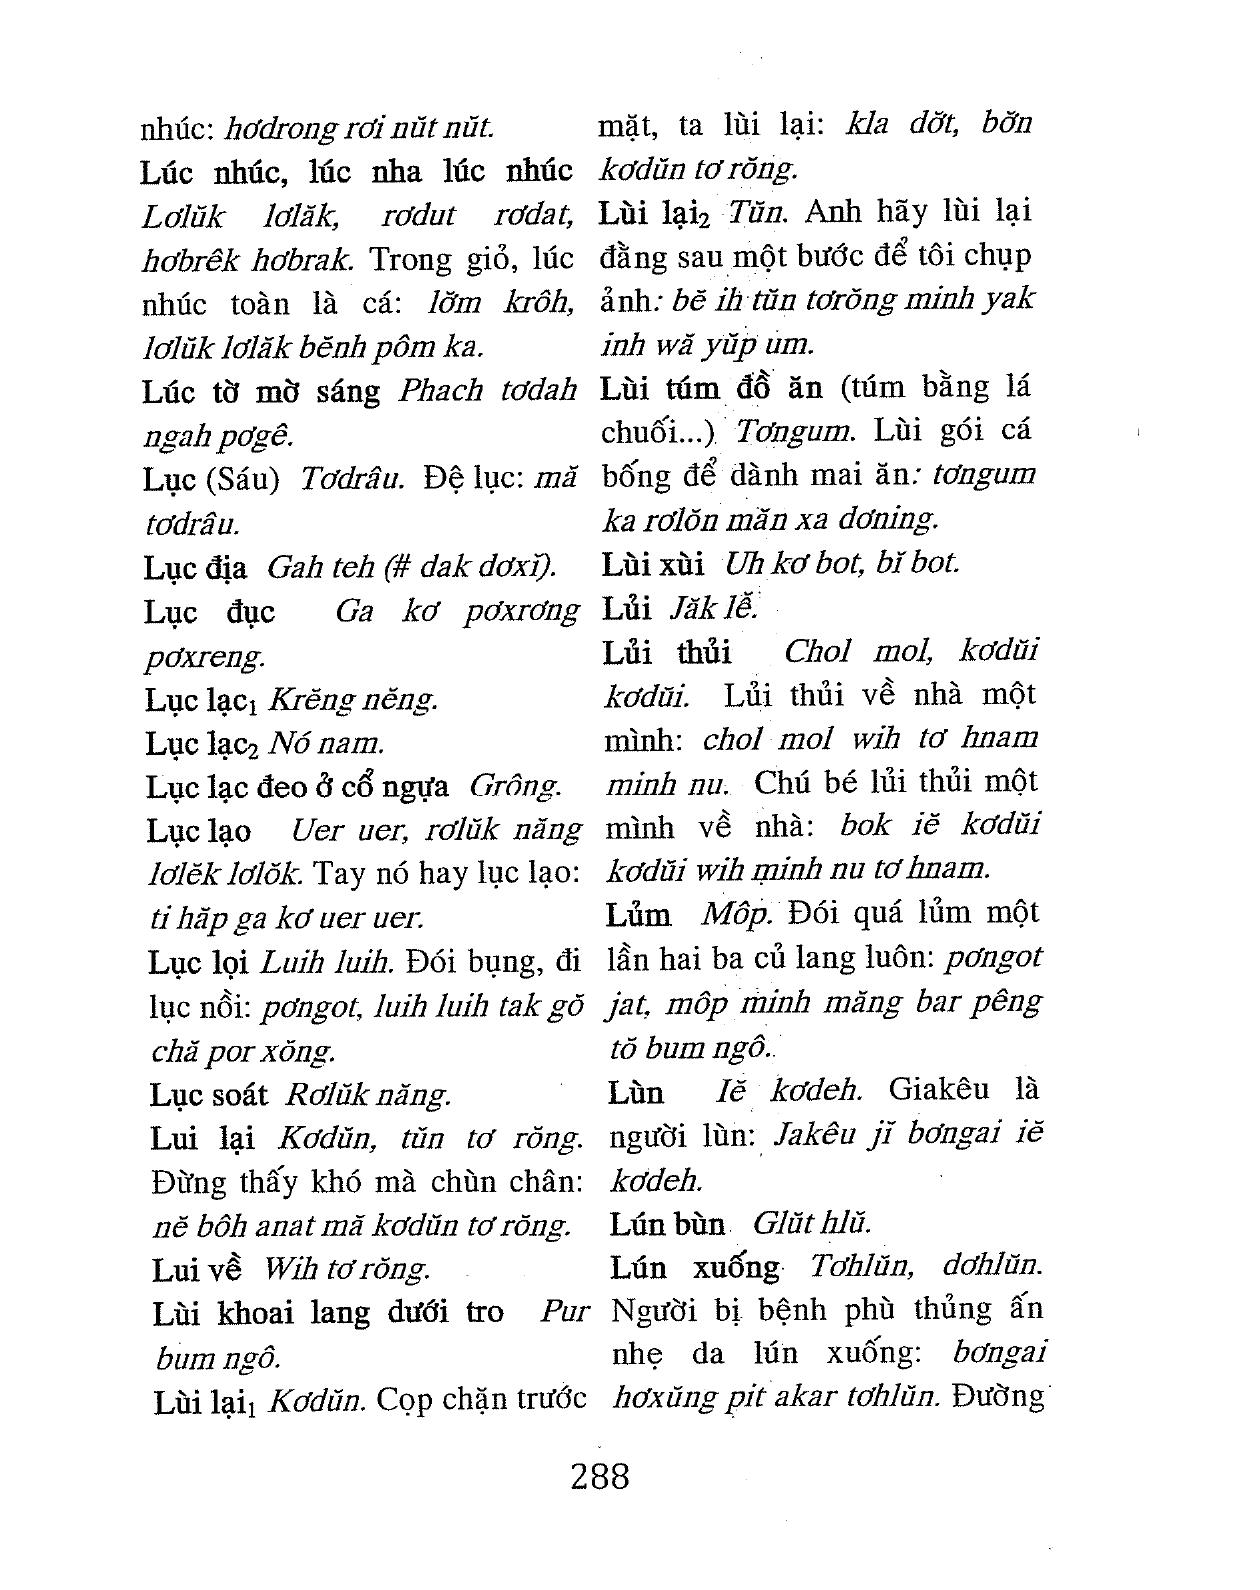 nhúc: hơdrong rơi nŭt nŭt.
Lúc nhúc, lúc nha lúc nhúc
Lơlŭk lơlăk, rơdut rơdat,
hơbrêk hơbrak. Trong giỏ, lúc
nhúc toàn là cá: lơ̆m krôh,
lơlŭk lơlăk bĕnh pôm ka.
Lúc tờ mờ sáng Phach tơdah
ngah pơgê.
Lục (Sáu) Tơdrâu. Đệ lục: mă
tơdrâu.
Lục địa Gah teh (# dak dơxĭ).
Lục đục Ga kơ pơxrơng
pơxreng.
Lục lạc₁ Krĕng nĕng.
Lục lạc₂ Nó nam.
Lục lạc đeo ở cổ ngựa Grông.
Lục lạo Uer uer, rơlŭk năng
lơlĕk lơlŏk. Tay nó hay lục lạo:
ti hăp ga kơ uer uer.
Lục lọi Luih luih. Đói bụng, đi
lục nồi: pơngot, luih luih tak gŏ
chă por xŏng.
Lục soát Rơlŭk năng.
Lui lại Kơdŭn, tŭn tơ rŏng.
Đừng thấy khó mà chùn chân:
nĕ bôh anat mă kơdŭn tơ rŏng.
Lui về Wih tơ rŏng.
Lùi khoai lang dưới tro Pur
bum ngô.
Lùi lại₁ Kơdŭn. Cọp chặn trước
mặt, ta lùi lại: kla dơ̆t, bơ̆n
kơdŭn tơ rŏng.
Lùi lại₂ Tŭn. Anh hãy lùi lại
đằng sau một bước để tôi chụp
ảnh: bĕ ih tŭn tơrŏng minh yak
inh wă yŭp um.
Lùi túm đồ ăn (túm bằng lá
chuối...) Tơngum. Lùi gói cá
bống để dành mai ăn: tơngum
ka rơlŏn măn xa dơning.
Lùi xùi Uh kơ bot, bĭ bot.
Lủi Jăk lê̆.
Lủi thủi Chol mol, kơdŭi
kơdŭi. Lủi thủi về nhà một
mình: chol mol wih tơ hnam
minh nu. Chú bé lủi thủi một
mình về nhà: bok iĕ kơdŭi
kơdŭi wih minh nu tơ hnam.
Lủm Môp. Đói quá lủm một
lần hai ba củ lang luôn: pơngot
jat, môp minh măng bar pêng
tŏ bum ngô.
Lùn Iĕ kơdeh. Giakêu là
người lùn: Jakêu jĭ bơngai iĕ
kơdeh.
Lún bùn Glŭt hlŭ.
Lún xuống Tơhlŭn, dơhlŭn.
Người bị bệnh phù thủng ấn
nhẹ da lún xuống: bơngai
hơxŭng pit akar tơhlŭn. Đường
288